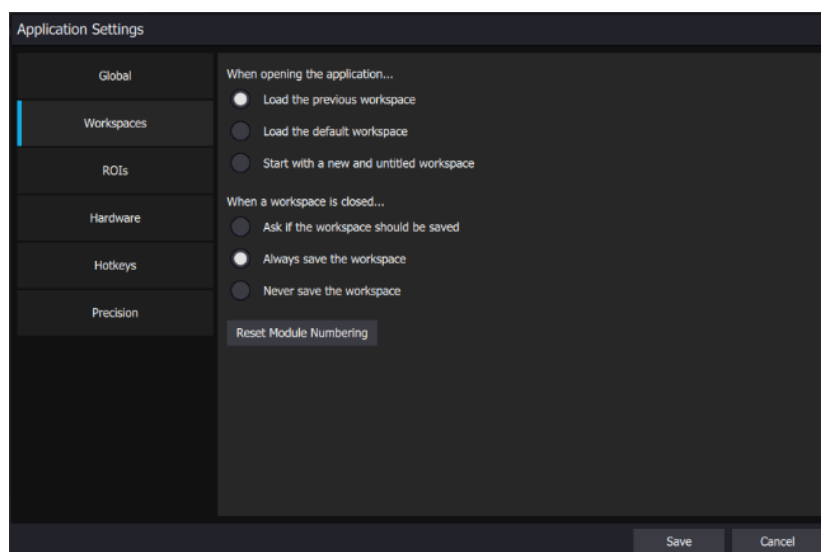 Application Settings
Global
Workspaces
ROIs
Hardware
Hotkeys
Precision
When opening the application...
Load the previous workspace
Load the default workspace
Start with a new and untitled workspace
When a workspace is closed...
Ask if the workspace should be saved
Always save the workspace
Never save the workspace
Reset Module Numbering
Save
Cancel